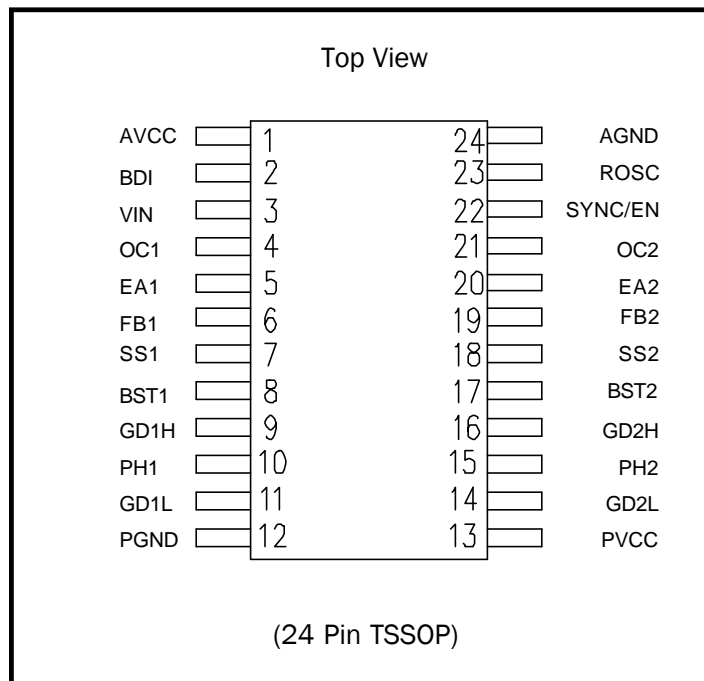 Top View
AVCC 1 24 AGND
BDI 2 23 ROSC
VIN 3 22 SYNC/EN
OC1 4 21 OC2
EA1 5 20 EA2
FB1 6 19 FB2
SS1 7 18 SS2
BST1 8 17 BST2
GD1H 9 16 GD2H
PH1 10 15 PH2
GD1L 11 14 GD2L
PGND 12 13 PVCC
(24 Pin TSSOP)